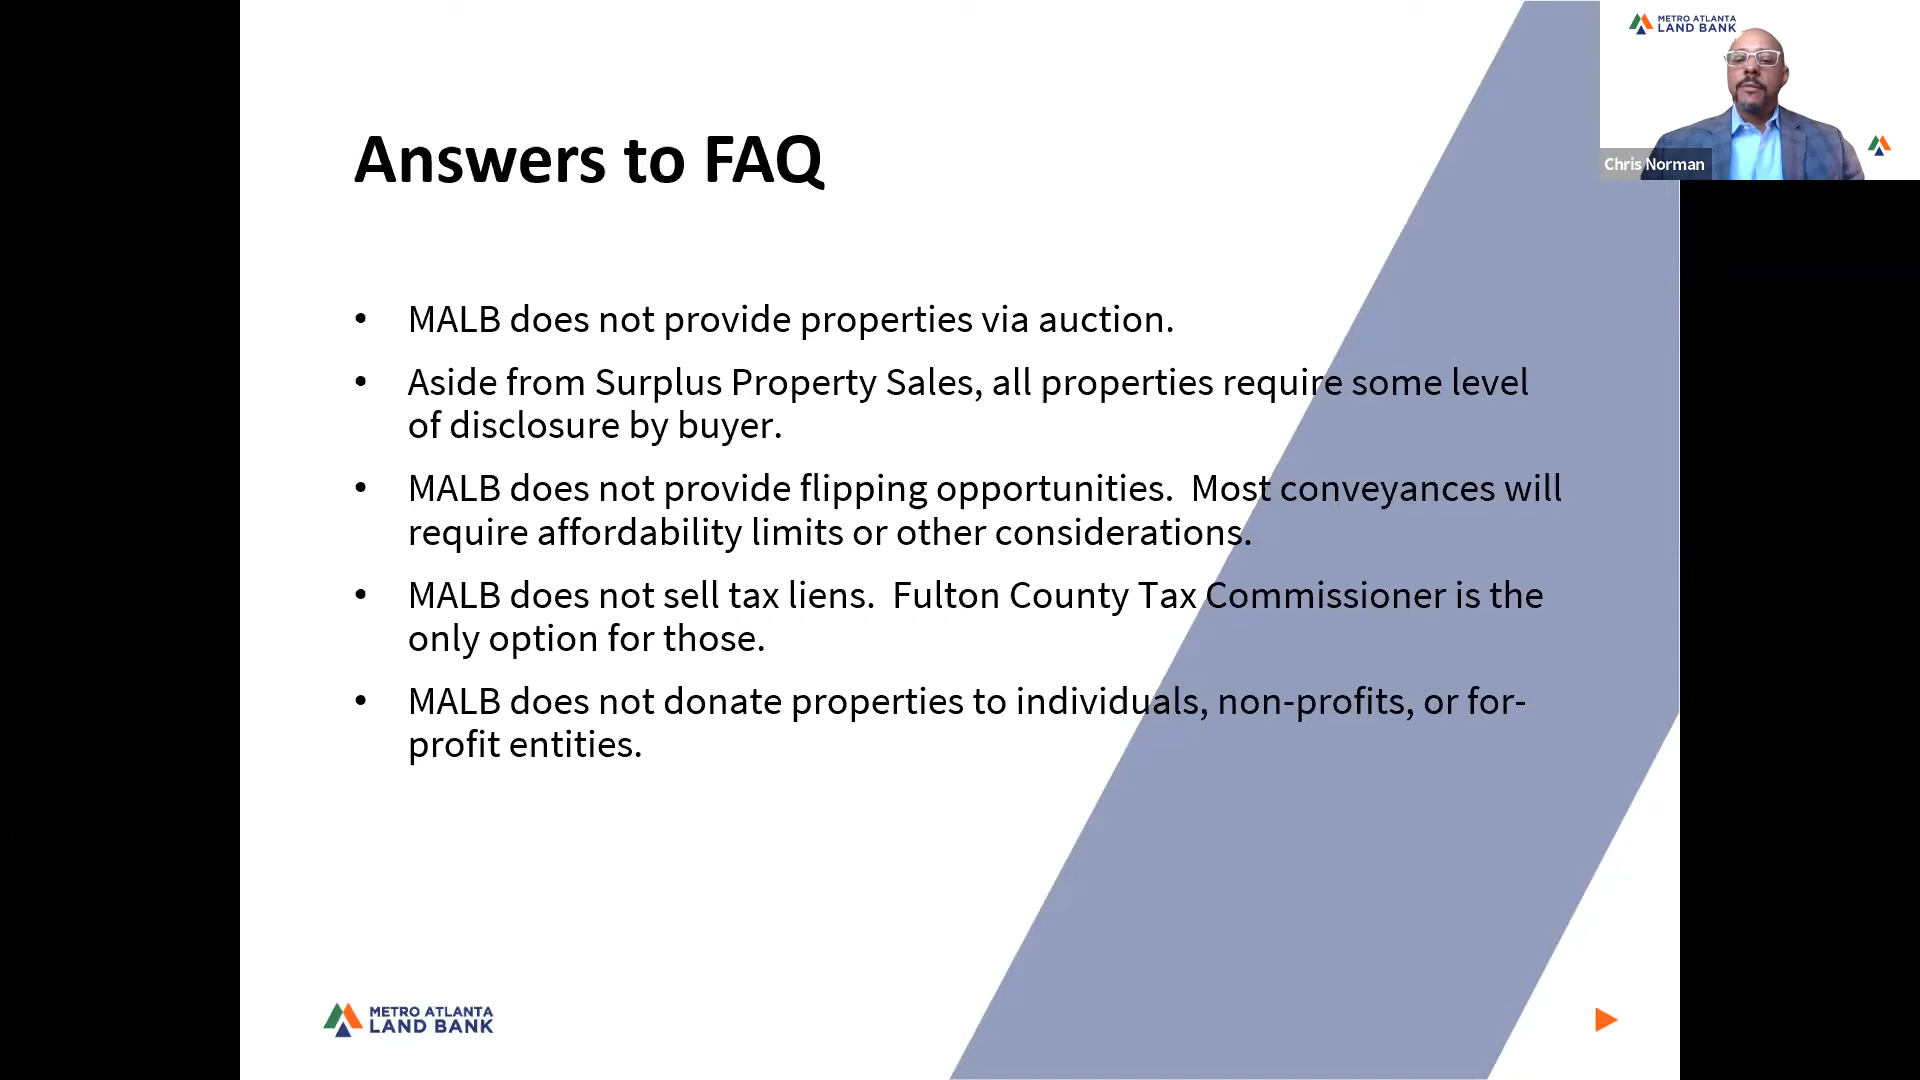 METRO ATLANTA
LAND BANK
Chris Norman
Answers to FAQ
• MALB does not provide properties via auction.
• Aside from Surplus Property Sales, all properties require some level
of disclosure by buyer.
• MALB does not provide flipping opportunities.  Most conveyances will
require affordability limits or other considerations.
• MALB does not sell tax liens.  Fulton County Tax Commissioner is the
only option for those.
• MALB does not donate properties to individuals, non-profits, or for-
profit entities.
METRO ATLANTA
LAND BANK